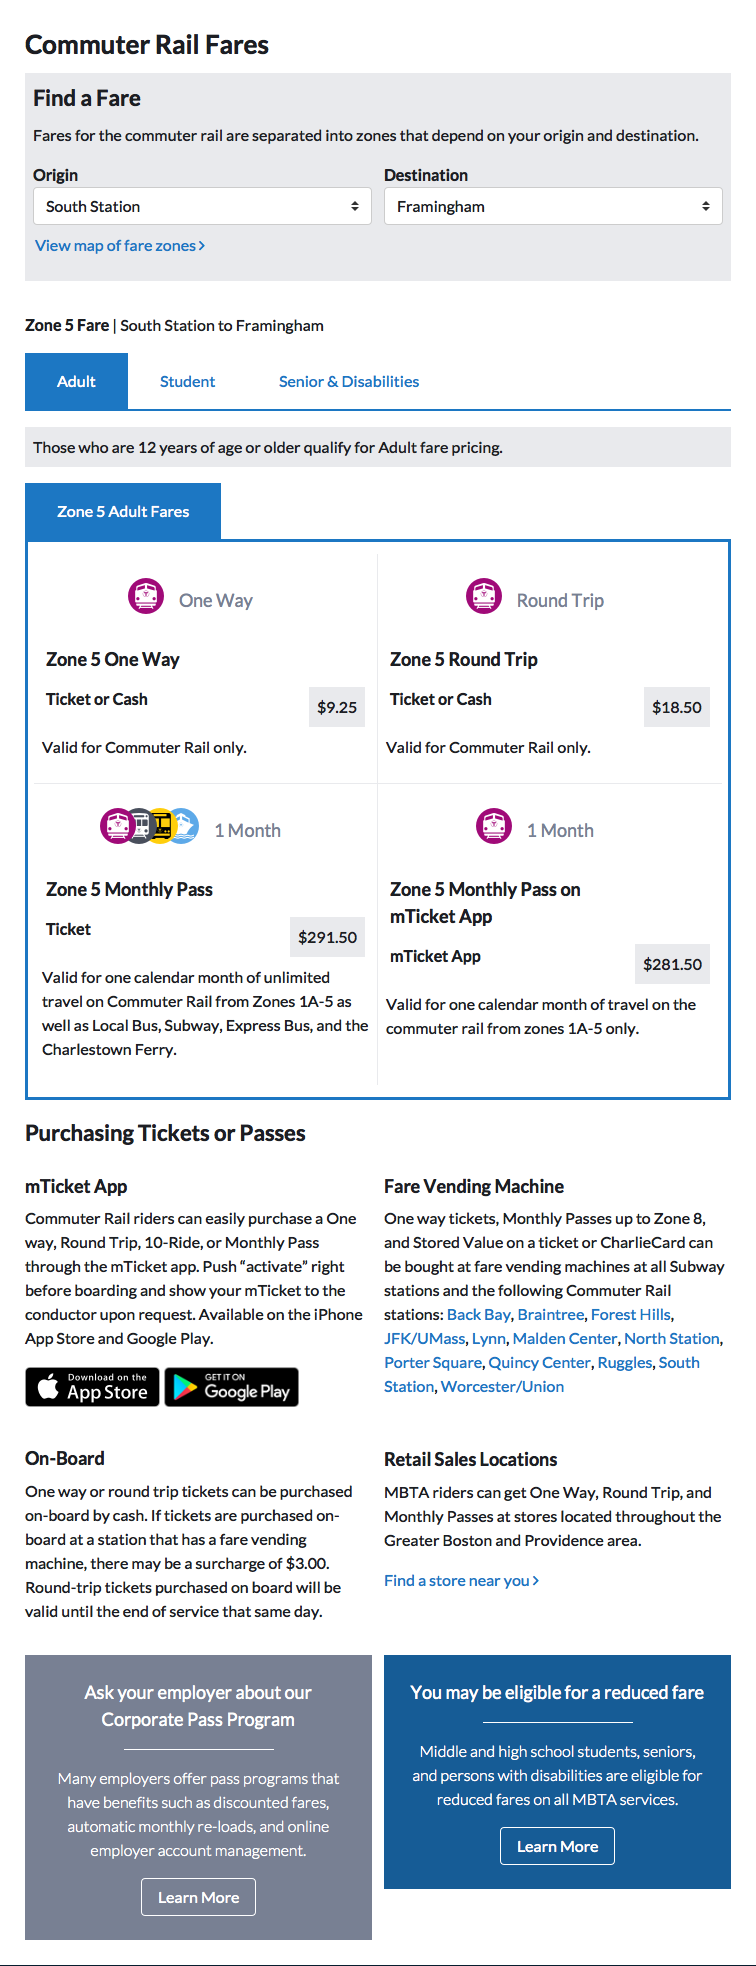 Commuter Rail Fares
Find a Fare
Fares for the commuter rail are separated into zones that depend on your origin and destination.
Origin
South Station
Destination
Framingham
View map of fare zones
Zone 5 Fare | South Station to Framingham
Adult
Student
Senior & Disabilities
Those who are 12 years of age or older qualify for Adult fare pricing.
Zone 5 Adult Fares
One Way
Zone 5 One Way
Ticket or Cash
$9.25
Valid for Commuter Rail only.
Round Trip
Zone 5 Round Trip
Ticket or Cash
$18.50
Valid for Commuter Rail only.
1 Month
Zone 5 Monthly Pass
Ticket
$291.50
Valid for one calendar month of unlimited
travel on Commuter Rail from Zones 1A-5 as
well as Local Bus, Subway, Express Bus, and the
Charlestown Ferry.
1 Month
Zone 5 Monthly Pass on
mTicket App
mTicket App
$281.50
Valid for one calendar month of travel on the
commuter rail from zones 1A-5 only.
Purchasing Tickets or Passes
mTicket App
Commuter Rail riders can easily purchase a One
way, Round Trip, 10-Ride, or Monthly Pass
through the mTicket app. Push “activate” right
before boarding and show your mTicket to the
conductor upon request. Available on the iPhone
App Store and Google Play.
Download on the
App Store
GET IT ON
Google Play
Fare Vending Machine
One way tickets, Monthly Passes up to Zone 8,
and Stored Value on a ticket or CharlieCard can
be bought at fare vending machines at all Subway
stations and the following Commuter Rail
stations: Back Bay, Braintree, Forest Hills,
JFK/UMass, Lynn, Malden Center, North Station,
Porter Square, Quincy Center, Ruggles, South
Station, Worcester/Union
On-Board
One way or round trip tickets can be purchased
on-board by cash. If tickets are purchased on-
board at a station that has a fare vending
machine, there may be a surcharge of $3.00.
Round-trip tickets purchased on board will be
valid until the end of service that same day.
Retail Sales Locations
MBTA riders can get One Way, Round Trip, and
Monthly Passes at stores located throughout the
Greater Boston and Providence area.
Find a store near you
Ask your employer about our
Corporate Pass Program
Many employers offer pass programs that
have benefits such as discounted fares,
automatic monthly re-loads, and online
employer account management.
Learn More
You may be eligible for a reduced fare
Middle and high school students, seniors,
and persons with disabilities are eligible for
reduced fares on all MBTA services.
Learn More